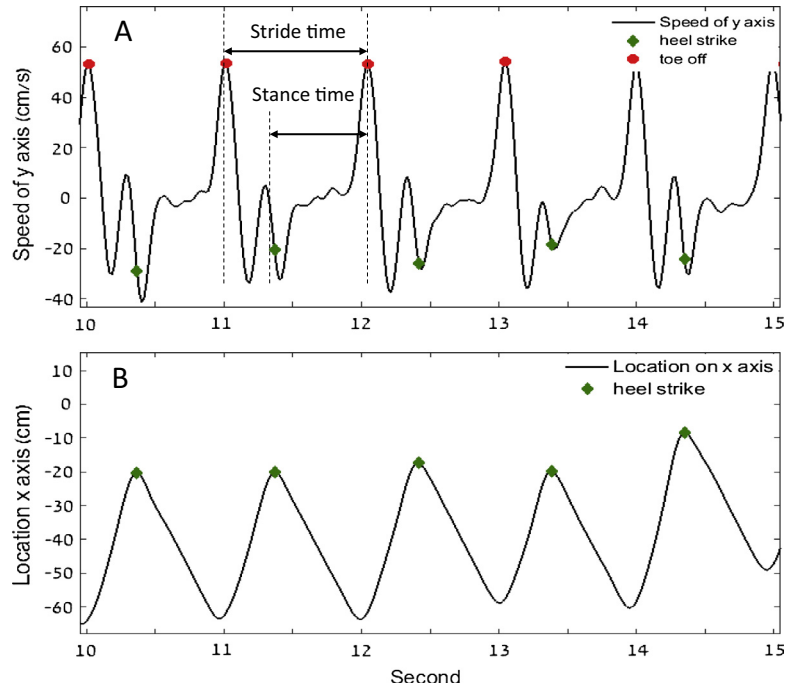 A
Stride time
Stance time
Speed of y axis
heel strike
toe off
Speed of y axis (cm/s)
60
40
20
0
-20
-40
10
11
12
13
14
15
B
Location on x axis
heel strike
Location x axis (cm)
10
0
-10
-20
-30
-40
-50
-60
10
11
12
13
14
15
Second